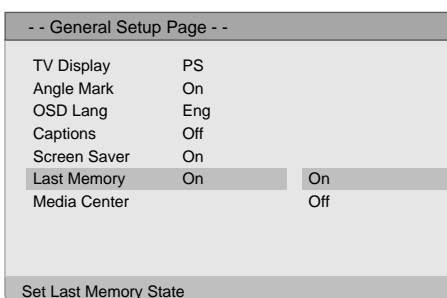 - - General Setup Page - -
TV Display PS
Angle Mark On
OSD Lang Eng
Captions Off
Screen Saver On
Last Memory On On
Media Center Off
Set Last Memory State